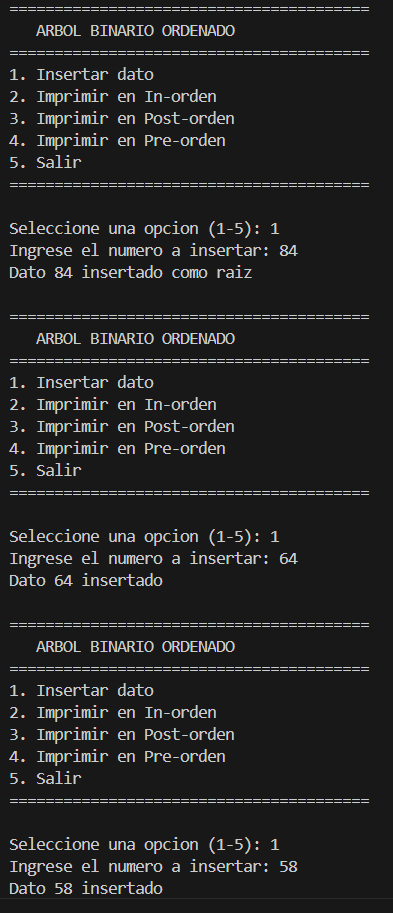 ========================================
ARBOL BINARIO ORDENADO
========================================
1. Insertar dato
2. Imprimir en In-orden
3. Imprimir en Post-orden
4. Imprimir en Pre-orden
5. Salir
========================================
Seleccione una opcion (1-5): 1
Ingrese el numero a insertar: 84
Dato 84 insertado como raiz
========================================
ARBOL BINARIO ORDENADO
========================================
1. Insertar dato
2. Imprimir en In-orden
3. Imprimir en Post-orden
4. Imprimir en Pre-orden
5. Salir
========================================
Seleccione una opcion (1-5): 1
Ingrese el numero a insertar: 64
Dato 64 insertado
========================================
ARBOL BINARIO ORDENADO
========================================
1. Insertar dato
2. Imprimir en In-orden
3. Imprimir en Post-orden
4. Imprimir en Pre-orden
5. Salir
========================================
Seleccione una opcion (1-5): 1
Ingrese el numero a insertar: 58
Dato 58 insertado